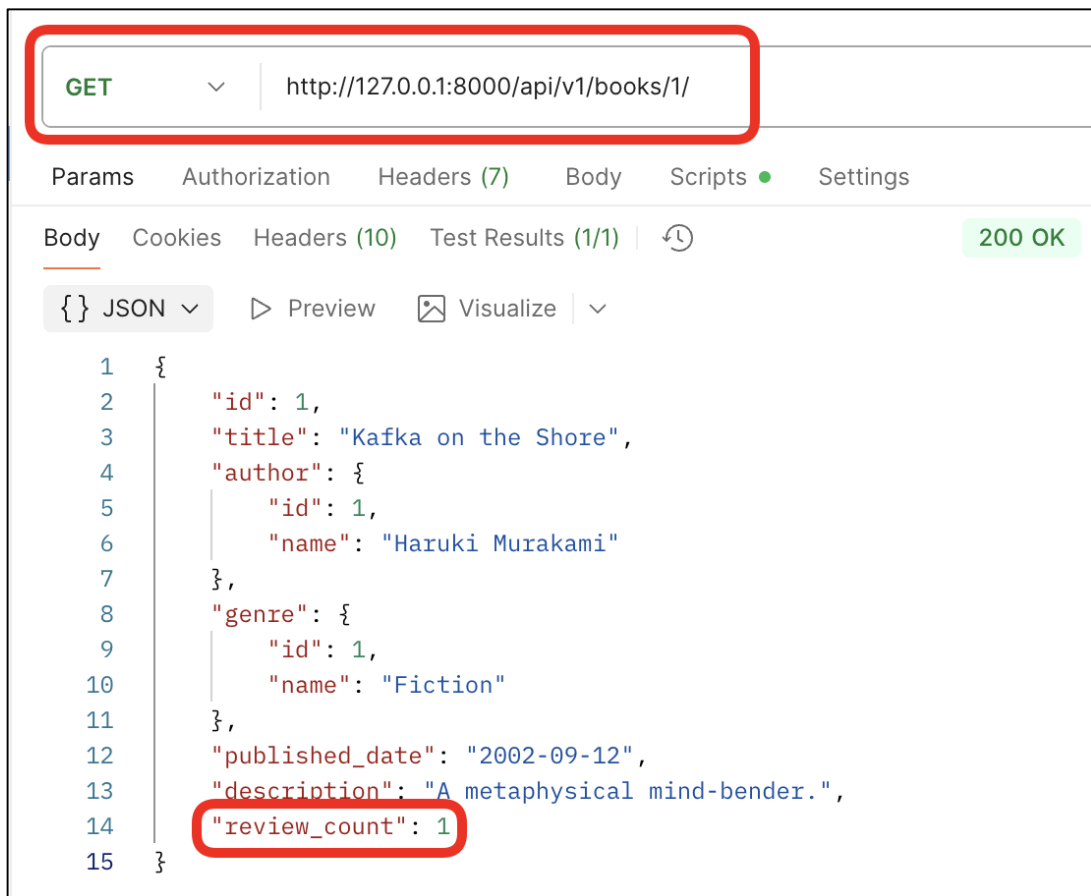 GET http://127.0.0.1:8000/api/v1/books/1/
Params Authorization Headers (7) Body Scripts Settings
Body Cookies Headers (10) Test Results (1/1) 200 OK
{} JSON Preview Visualize
1 {
2 "id": 1,
3 "title": "Kafka on the Shore",
4 "author": {
5 "id": 1,
6 "name": "Haruki Murakami"
7 },
8 "genre": {
9 "id": 1,
10 "name": "Fiction"
11 },
12 "published_date": "2002-09-12",
13 "description": "A metaphysical mind-bender.",
14 "review_count": 1
15 }